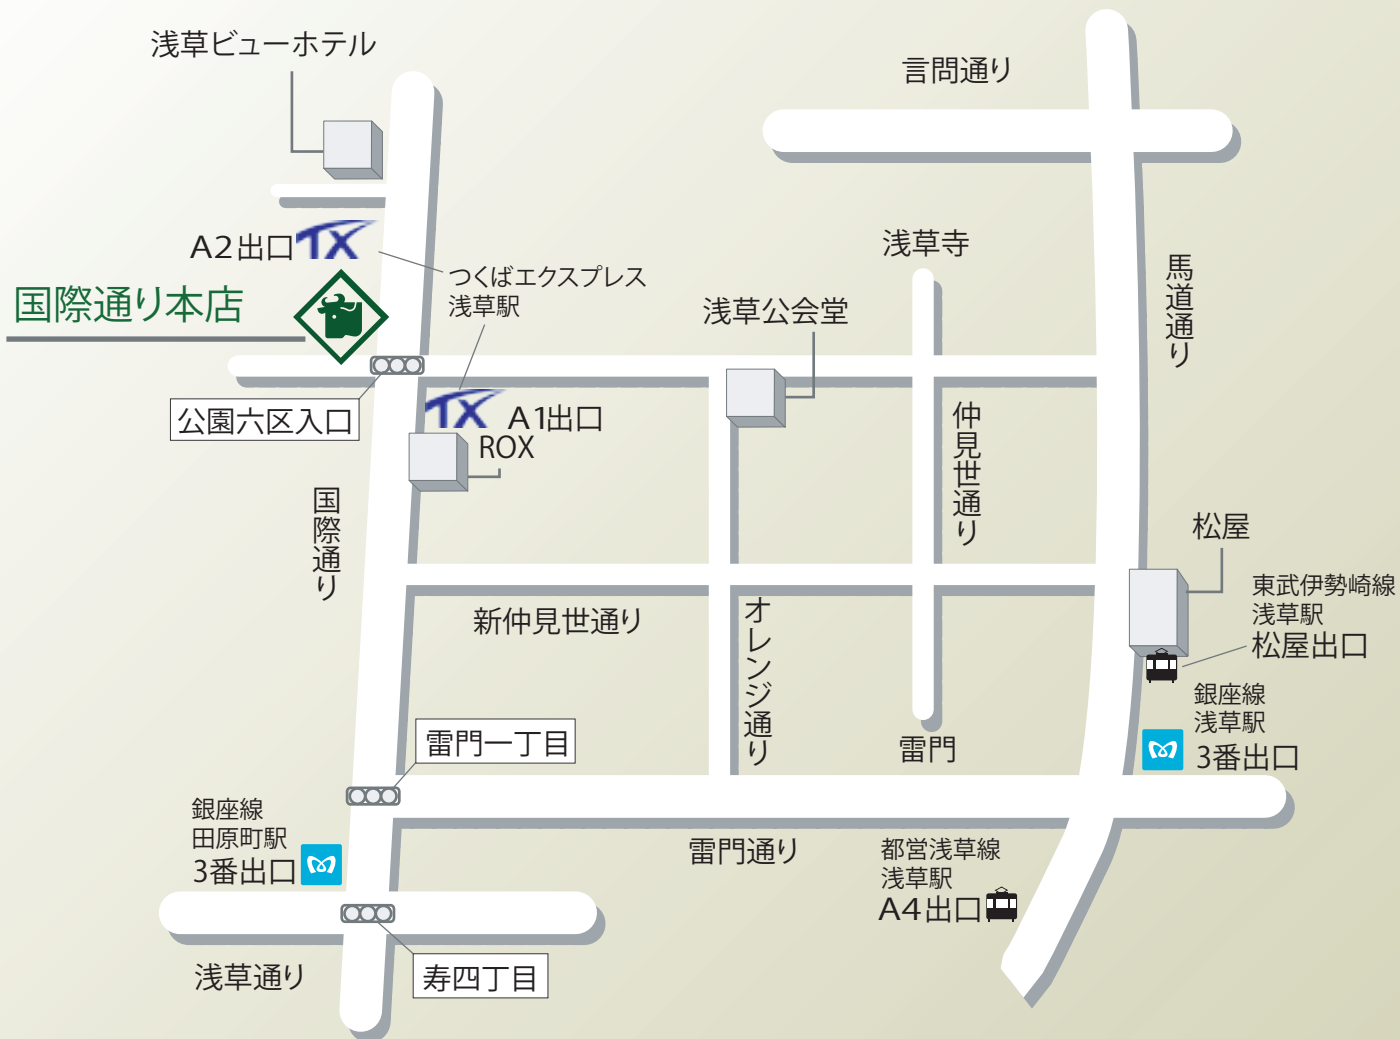 浅草ビューホテル
言問通り
A2出口
TX
つくばエクスプレス
浅草駅
浅草寺
馬道通り
国際通り本店
浅草公会堂
公園六区入口
TX
A1出口
ROX
仲見世通り
国際通り
松屋
東武伊勢崎線
浅草駅
松屋出口
新仲見世通り
オレンジ通り
銀座線
浅草駅
3番出口
雷門一丁目
雷門
銀座線
田原町駅
3番出口
雷門通り
都営浅草線
浅草駅
A4出口
浅草通り
寿四丁目